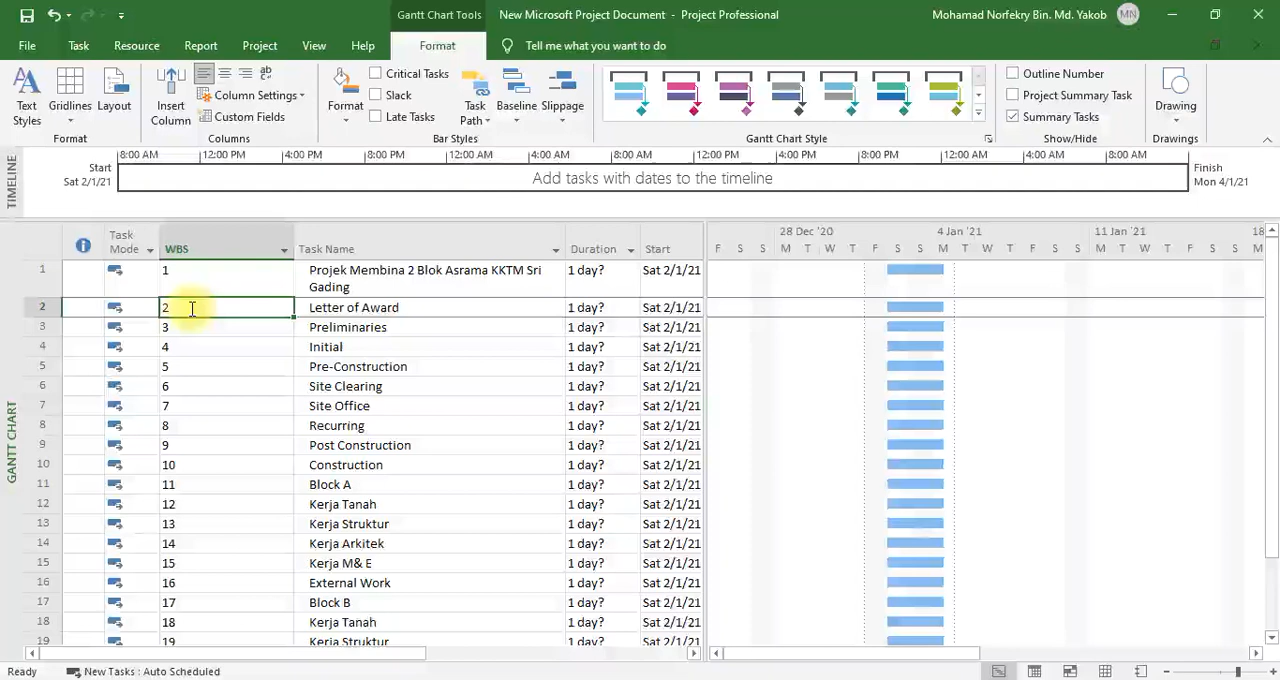 Gantt Chart Tools
New Microsoft Project Document - Project Professional
Mohamad Norfekry Bin. Md. Yakob
MN
File Task Resource Report Project View Help Format Tell me what you want to do
Text Styles
Gridlines
Layout
Format
Insert Column
Column Settings
Custom Fields
Columns
Format
Critical Tasks
Slack
Late Tasks
Task Path
Baseline
Slippage
Bar Styles
Gantt Chart Style
Outline Number
Project Summary Task
Summary Tasks
Show/Hide
Drawing
Drawings
TIMELINE
8:00 AM 12:00 PM 4:00 PM 8:00 PM 12:00 AM 4:00 AM 8:00 AM 12:00 PM 4:00 PM 8:00 PM 12:00 AM 4:00 AM 8:00 AM
Start
Sat 2/1/21
Add tasks with dates to the timeline
Finish
Mon 4/1/21
GANTT CHART
Task Mode WBS Task Name Duration Start
28 Dec '20 4 Jan '21 11 Jan '21 18
F S S M T W T F S S M T W T F S S M T W T F S S M
1 1 Projek Membina 2 Blok Asrama KKTM Sri Gading 1 day? Sat 2/1/21
2 2 Letter of Award 1 day? Sat 2/1/21
3 3 Preliminaries 1 day? Sat 2/1/21
4 4 Initial 1 day? Sat 2/1/21
5 5 Pre-Construction 1 day? Sat 2/1/21
6 6 Site Clearing 1 day? Sat 2/1/21
7 7 Site Office 1 day? Sat 2/1/21
8 8 Recurring 1 day? Sat 2/1/21
9 9 Post Construction 1 day? Sat 2/1/21
10 10 Construction 1 day? Sat 2/1/21
11 11 Block A 1 day? Sat 2/1/21
12 12 Kerja Tanah 1 day? Sat 2/1/21
13 13 Kerja Struktur 1 day? Sat 2/1/21
14 14 Kerja Arkitek 1 day? Sat 2/1/21
15 15 Kerja M& E 1 day? Sat 2/1/21
16 16 External Work 1 day? Sat 2/1/21
17 17 Block B 1 day? Sat 2/1/21
18 18 Kerja Tanah 1 day? Sat 2/1/21
19 19 Kerja Struktur 1 day? Sat 2/1/21
Ready New Tasks : Auto Scheduled